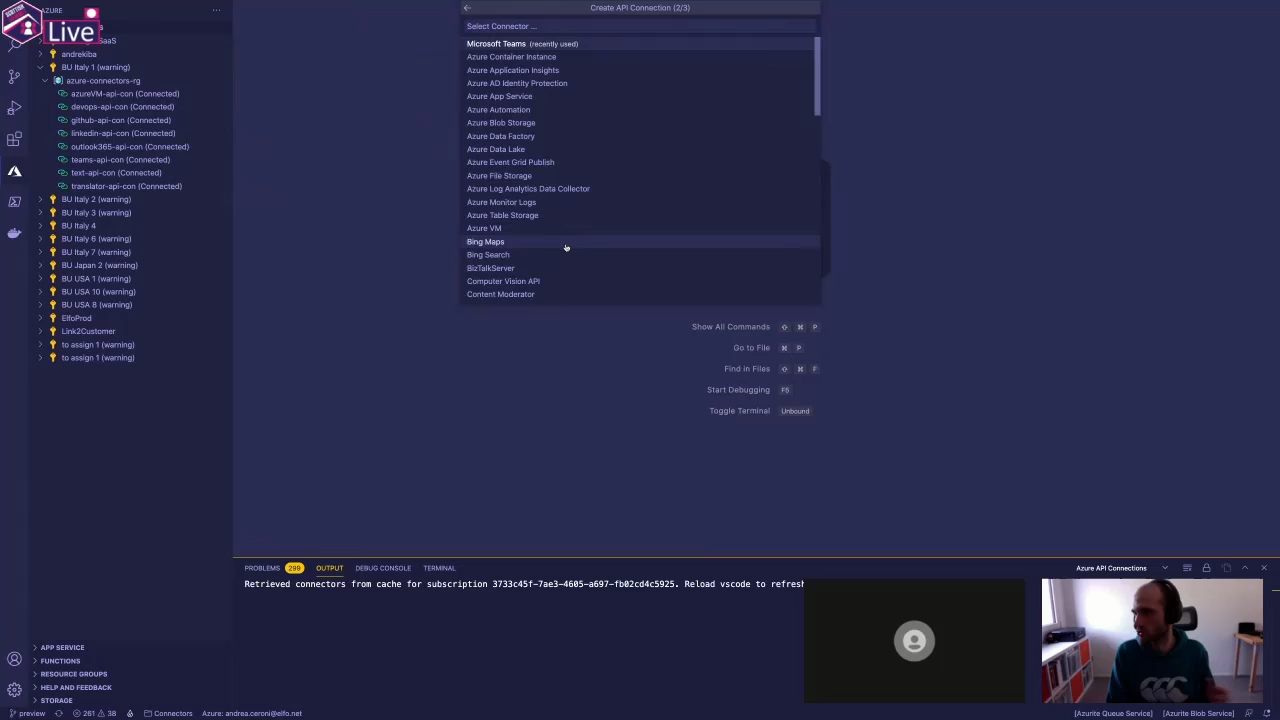 AZURE
Live
SaaS
andrekiba
BU Italy 1 (warning)
azure-connectors-rg
azureVM-api-con (Connected)
devops-api-con (Connected)
github-api-con (Connected)
linkedin-api-con (Connected)
outlook365-api-con (Connected)
teams-api-con (Connected)
text-api-con (Connected)
translator-api-con (Connected)
BU Italy 2 (warning)
BU Italy 3 (warning)
BU Italy 4
BU Italy 6 (warning)
BU Italy 7 (warning)
BU Japan 2 (warning)
BU USA 1 (warning)
BU USA 10 (warning)
BU USA 8 (warning)
ElfoProd
Link2Customer
to assign 1 (warning)
to assign 1 (warning)
APP SERVICE
FUNCTIONS
RESOURCE GROUPS
HELP AND FEEDBACK
STORAGE
Create API Connection (2/3)
Select Connector ...
Microsoft Teams (recently used)
Azure Container Instance
Azure Application Insights
Azure AD Identity Protection
Azure App Service
Azure Automation
Azure Blob Storage
Azure Data Factory
Azure Data Lake
Azure Event Grid Publish
Azure File Storage
Azure Log Analytics Data Collector
Azure Monitor Logs
Azure Table Storage
Azure VM
Bing Maps
Bing Search
BizTalkServer
Computer Vision API
Content Moderator
Show All Commands ⇧ ⌘ P
Go to File ⌘ P
Find in Files ⇧ ⌘ F
Start Debugging F5
Toggle Terminal Unbound
PROBLEMS 299 OUTPUT DEBUG CONSOLE TERMINAL Azure API Connections
Retrieved connectors from cache for subscription 3733c45f-7ae3-4605-a697-fb02cd4c5925. Reload vscode to refresh
preview 261 38 Connectors Azure: andrea.ceroni@elfo.net [Azurite Queue Service] [Azurite Blob Service]